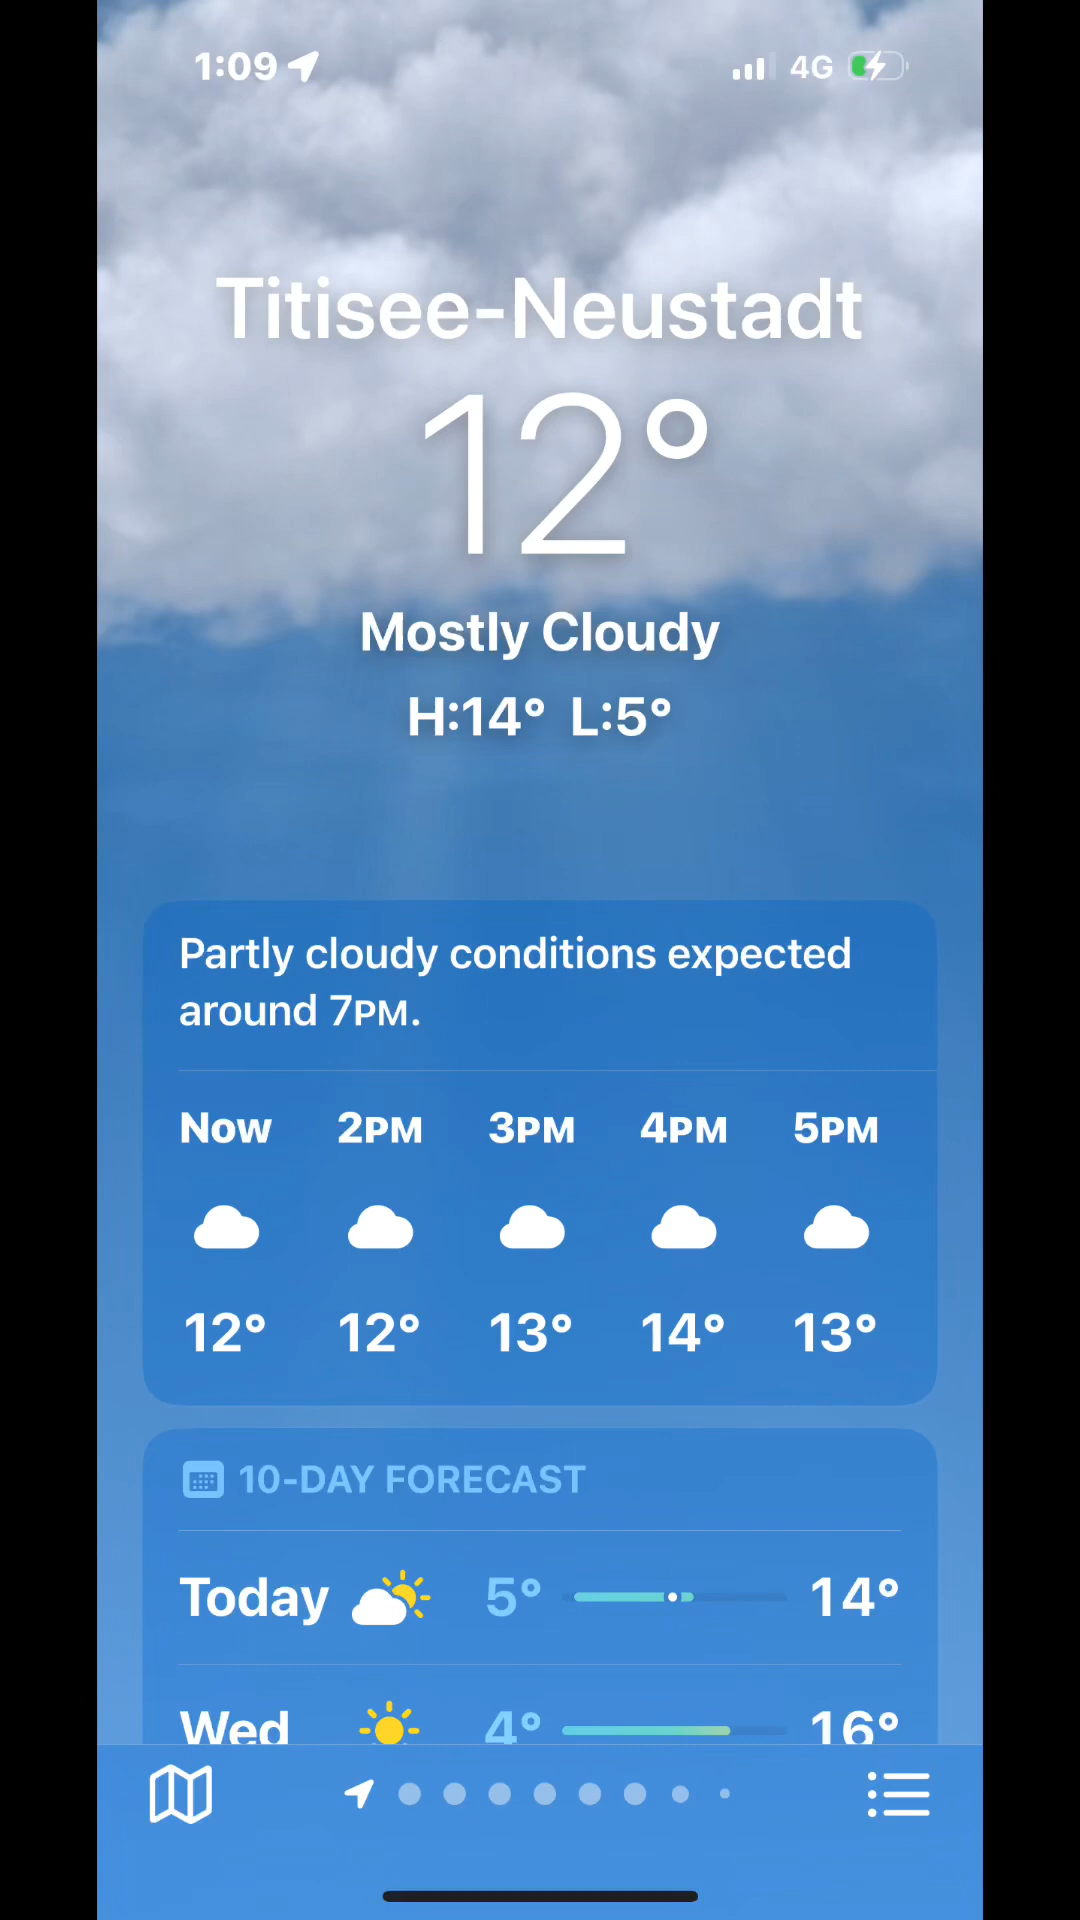 1:09 4G
Titisee-Neustadt
12°
Mostly Cloudy
H:14° L:5°
Partly cloudy conditions expected
around 7PM.
Now 2PM 3PM 4PM 5PM
12° 12° 13° 14° 13°
10-DAY FORECAST
Today 5° 14°
Wed 4° 16°